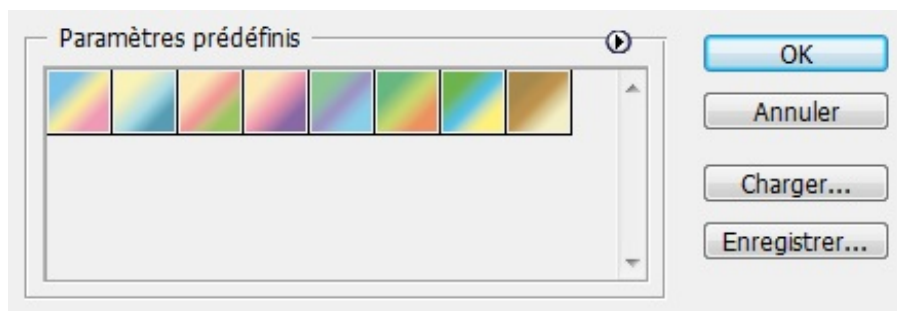 Paramètres prédéfinis
OK
Annuler
Charger...
Enregistrer...